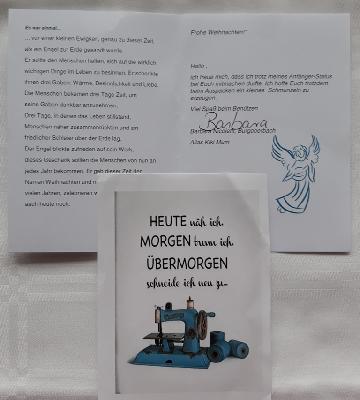 Es war einmal...
... vor einer kleinen Ewigkeit, genau zu dieser Zeit,
als ein Engel zur Erde gesandt wurde.
Er sollte den Menschen helfen, sich auf die wirklich
wichtigen Dinge im Leben zu besinnen. Er schenkte
ihnen drei Gaben: Wärme, Besinnlichkeit und Liebe.
Die Menschen bekamen drei Tage Zeit, um
seine Gaben dankbar anzunehmen.
Drei Tage, in denen das Leben stillstand,
Menschen näher zusammenrückten und ein
friedlicher Schleier über der Erde lag.
Der Engel blickte zufrieden auf sein Werk,
dieses Geschenk sollten die Menschen von nun an
jedes Jahr bekommen. Er gab dieser Zeit den
Namen Weihnachten und
vielen Jahren, zelebrieren
auch heute noch.
Frohe Weihnachten!
Hallo ,
Ich freue mich, dass ich trotz meines Anfänger-Status
bei Euch mitmachen durfte. Ich hoffe Euch trotzdem
beim Auspacken ein kleines Schmunzeln zu
erzeugen.
Viel Spaß beim Benützen
Barbara
Barbara
Alias Kiki Mum
HEUTE näh ich,
MORGEN trenn ich,
ÜBERMORGEN
schneide ich neu zu...